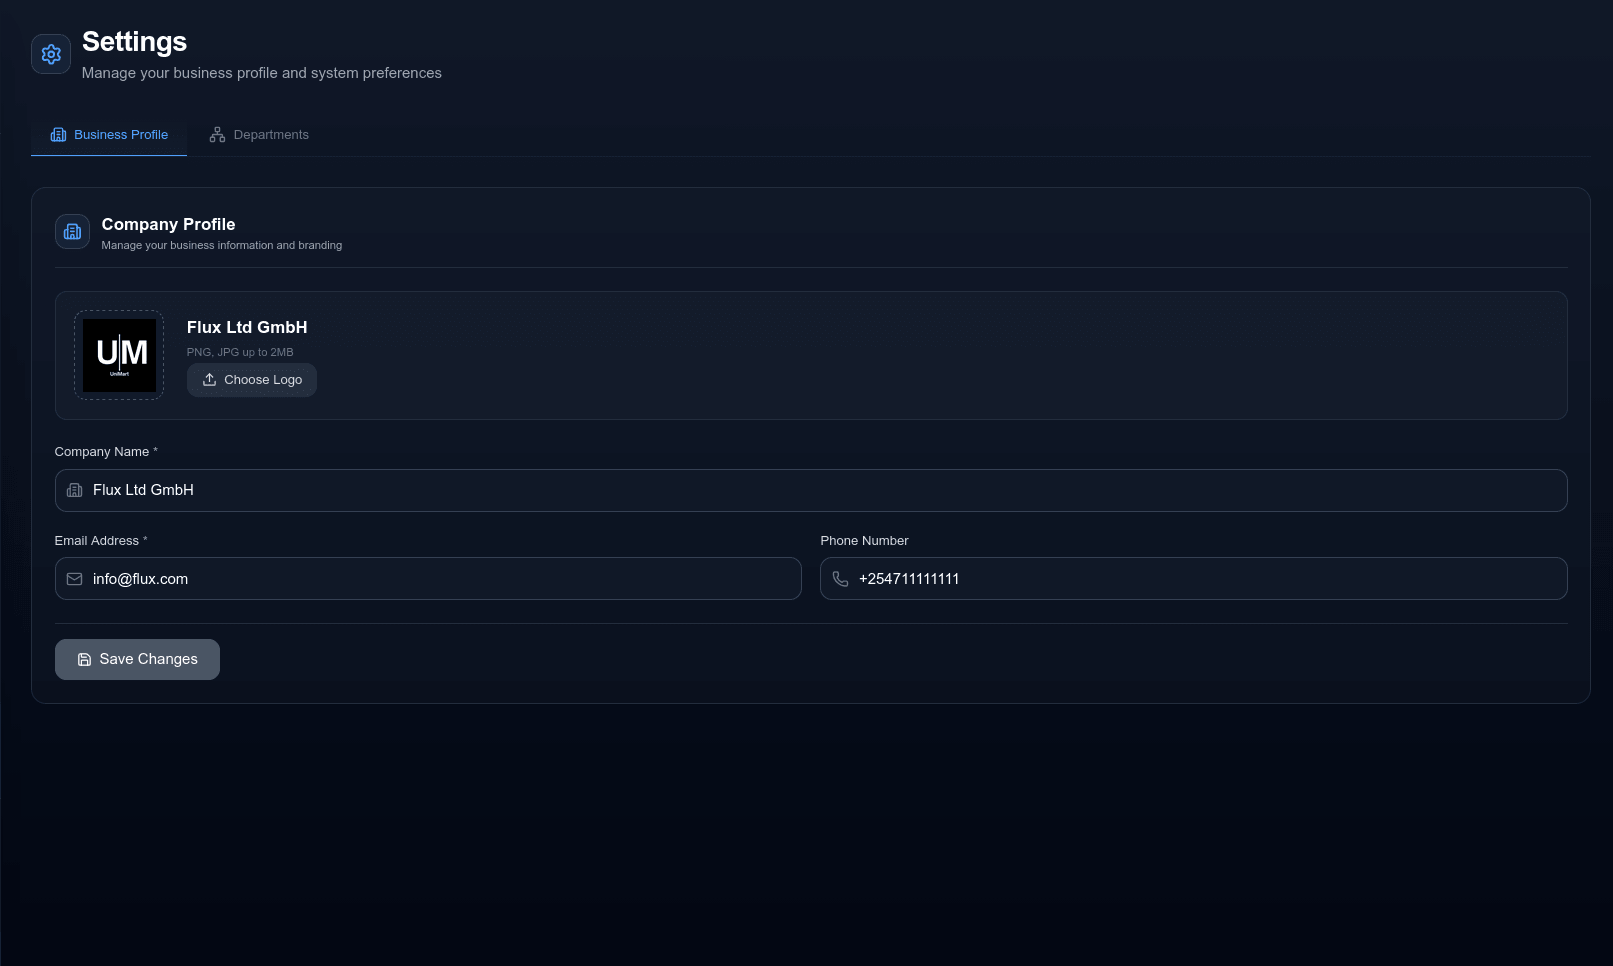 Settings
Manage your business profile and system preferences
Business Profile
Departments
Company Profile
Manage your business information and branding
UM
UniMart
Flux Ltd GmbH
PNG, JPG up to 2MB
Choose Logo
Company Name *
Flux Ltd GmbH
Email Address *
Phone Number
info@flux.com
+254711111111
Save Changes